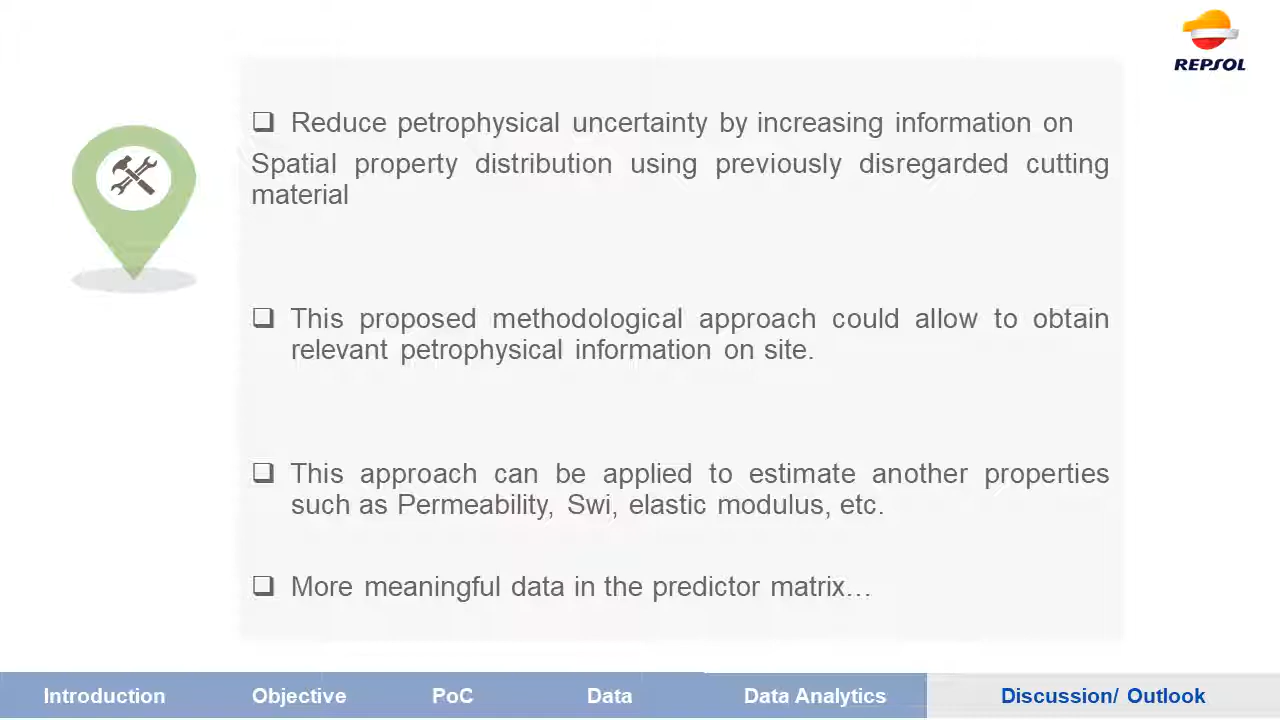 REPSOL
❑ Reduce petrophysical uncertainty by increasing information on
Spatial property distribution using previously disregarded cutting
material
❑ This proposed methodological approach could allow to obtain
relevant petrophysical information on site.
❑ This approach can be applied to estimate another properties
such as Permeability, Swi, elastic modulus, etc.
❑ More meaningful data in the predictor matrix…
Introduction Objective PoC Data Data Analytics Discussion/ Outlook